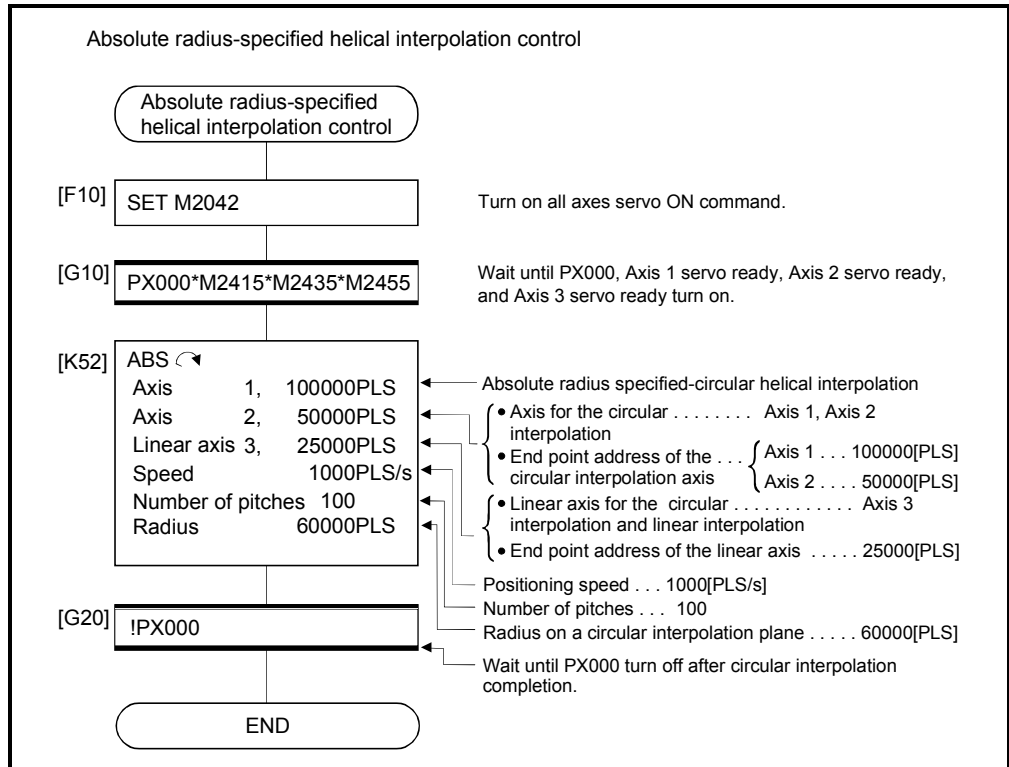 Absolute radius-specified helical interpolation control
Absolute radius-specified
helical interpolation control
[F10]
SET M2042
Turn on all axes servo ON command.
[G10]
PX000*M2415*M2435*M2455
Wait until PX000, Axis 1 servo ready, Axis 2 servo ready,
and Axis 3 servo ready turn on.
[K52]
ABS
Axis 1, 100000PLS
Axis 2, 50000PLS
Linear axis 3, 25000PLS
Speed 1000PLS/s
Number of pitches 100
Radius 60000PLS
Absolute radius specified-circular helical interpolation
• Axis for the circular . . . . . . . . Axis 1, Axis 2
interpolation
• End point address of the . . . Axis 1 . . . 100000[PLS]
circular interpolation axis Axis 2 . . . . 50000[PLS]
• Linear axis for the circular . . . . . . . . . . . . Axis 3
interpolation and linear interpolation
• End point address of the linear axis . . . . . 25000[PLS]
Positioning speed . . . 1000[PLS/s]
Number of pitches . . . 100
Radius on a circular interpolation plane . . . . . 60000[PLS]
[G20]
!PX000
Wait until PX000 turn off after circular interpolation
completion.
END